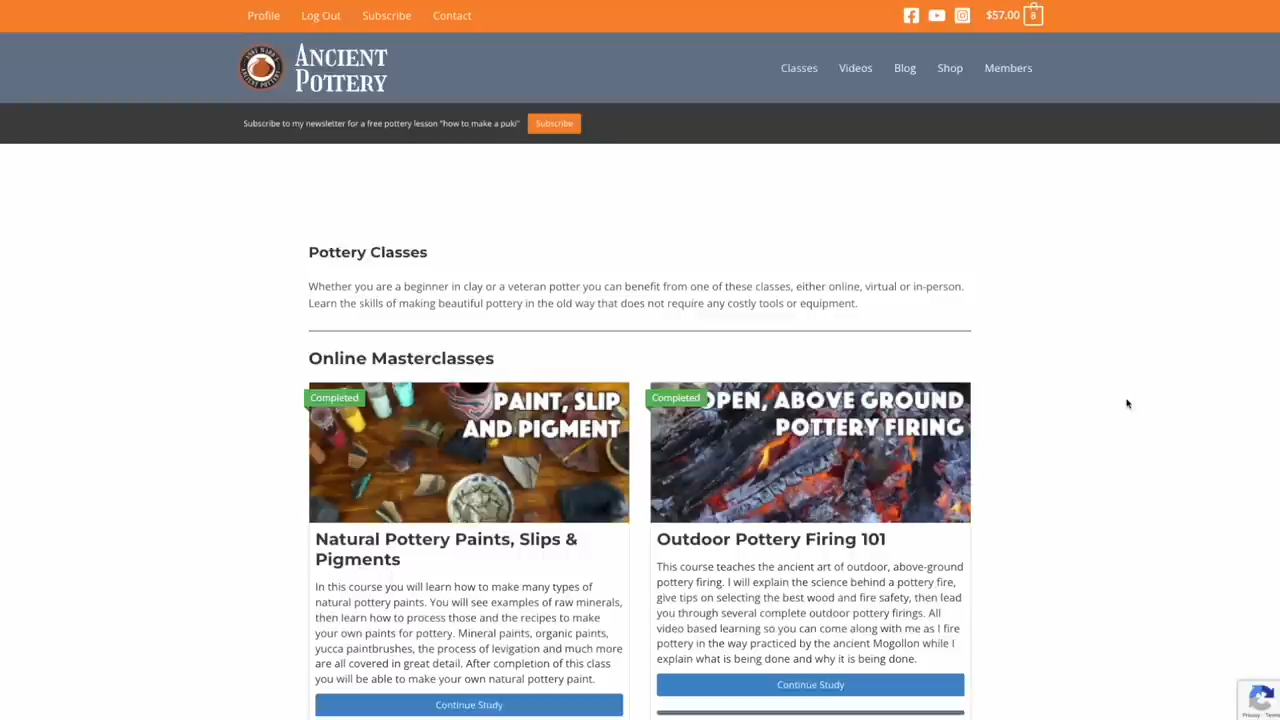 Profile Log Out Subscribe Contact $57.00 8
ANCIENT
POTTERY
Classes Videos Blog Shop Members
Subscribe to my newsletter for a free pottery lesson "how to make a puki" Subscribe
Pottery Classes
Whether you are a beginner in clay or a veteran potter you can benefit from one of these classes, either online, virtual or in-person.
Learn the skills of making beautiful pottery in the old way that does not require any costly tools or equipment.
Online Masterclasses
Completed
PAINT, SLIP
AND PIGMENT
Natural Pottery Paints, Slips &
Pigments
In this course you will learn how to make many types of
natural pottery paints. You will see examples of raw minerals,
then learn how to process those and the recipes to make
your own paints for pottery. Mineral paints, organic paints,
yucca paintbrushes, the process of levigation and much more
are all covered in great detail. After completion of this class
you will be able to make your own natural pottery paint.
Continue Study
Completed
OPEN, ABOVE GROUND
POTTERY FIRING
Outdoor Pottery Firing 101
This course teaches the ancient art of outdoor, above-ground
pottery firing. I will explain the science behind a pottery fire,
give tips on selecting the best wood and fire safety, then lead
you through several complete outdoor pottery firings. All
video based learning so you can come along with me as I fire
pottery in the way practiced by the ancient Mogollon while I
explain what is being done and why it is being done.
Continue Study
Privacy - Terms